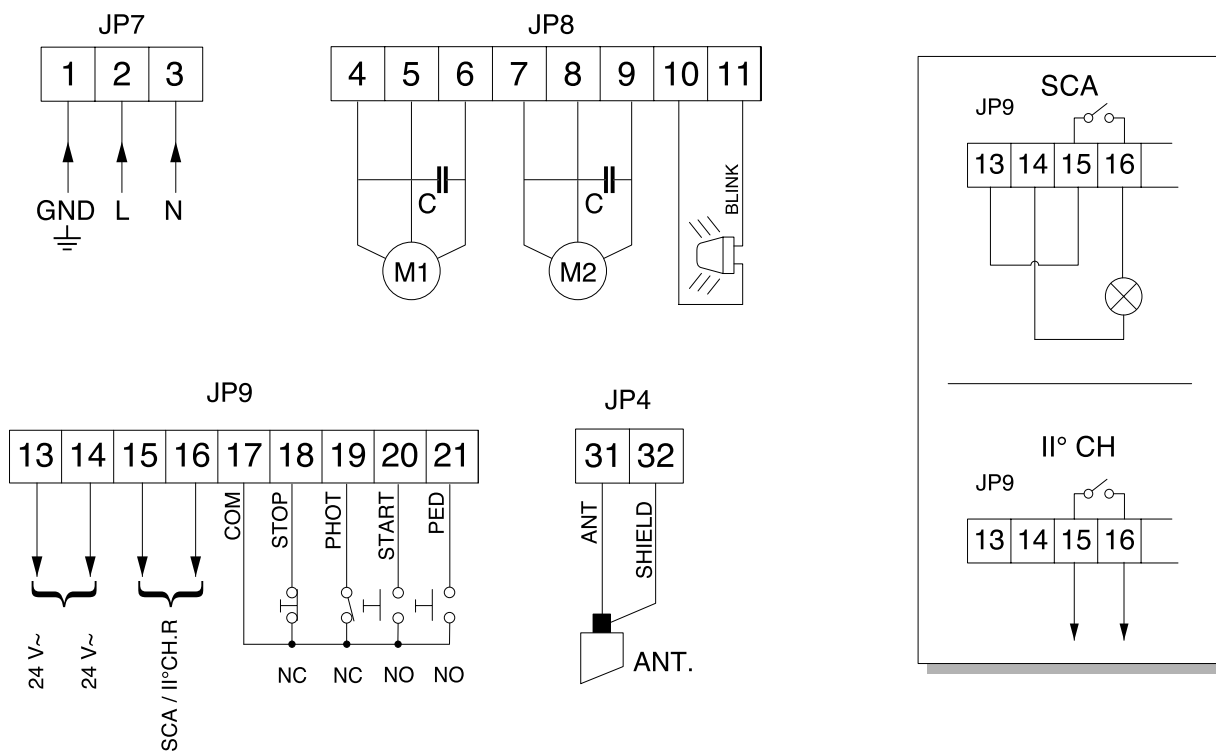 JP7
1 2 3
GND L N
JP8
4 5 6 7 8 9 10 11
C
M1
C
M2
BLINK
SCA
JP9
13 14 15 16
II° CH
JP9
13 14 15 16
JP9
13 14 15 16 17 18 19 20 21
24 V~
24 V~
SCA / II°CH.R
COM
STOP
PHOT
START
PED
NC NC NO NO
JP4
31 32
ANT
SHIELD
ANT.